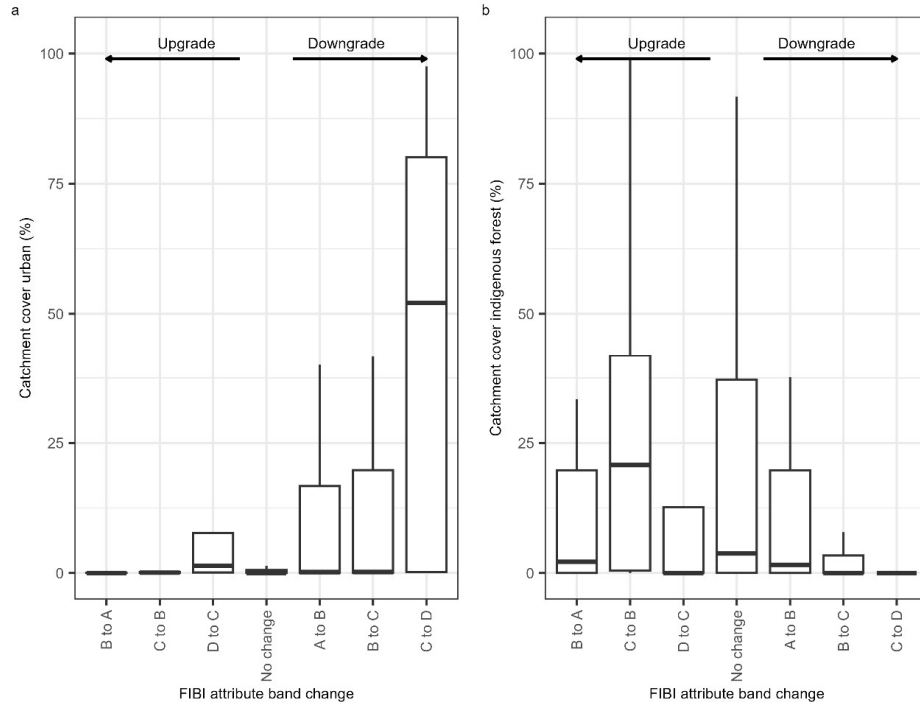 a
Upgrade
Downgrade
100
75
50
25
0
Catchment cover urban (%)
B to A
C to B
D to C
No change
A to B
B to C
C to D
FIBI attribute band change
b
Upgrade
Downgrade
100
75
50
25
0
Catchment cover indigenous forest (%)
B to A
C to B
D to C
No change
A to B
B to C
C to D
FIBI attribute band change